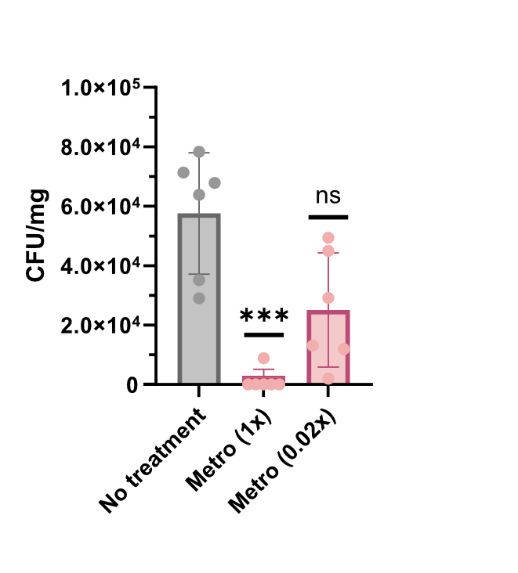 1.0×10⁵
8.0×10⁴
6.0×10⁴
4.0×10⁴
2.0×10⁴
0
CFU/mg
ns
***
No treatment
Metro (1x)
Metro (0.02x)